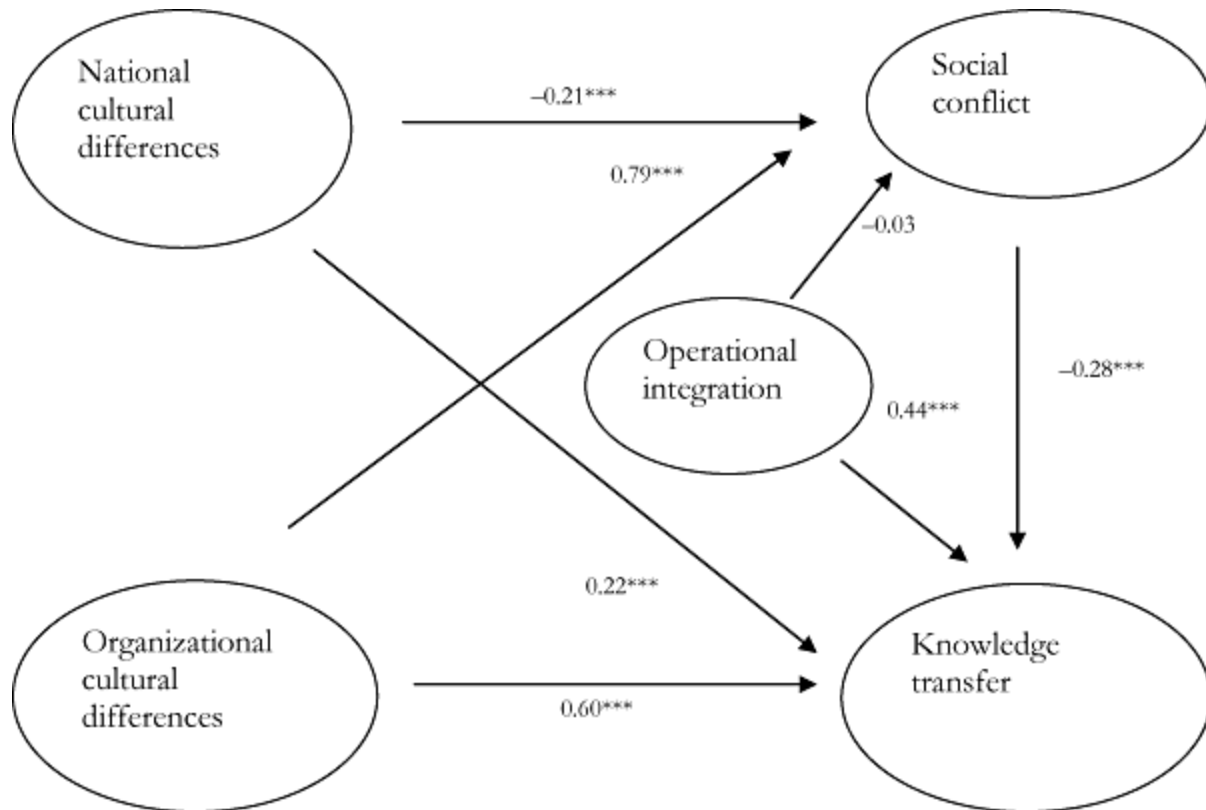 National
cultural
differences
–0.21***
Social
conflict
0.79***
–0.03
Operational
integration
–0.28***
0.44***
0.22***
Organizational
cultural
differences
0.60***
Knowledge
transfer